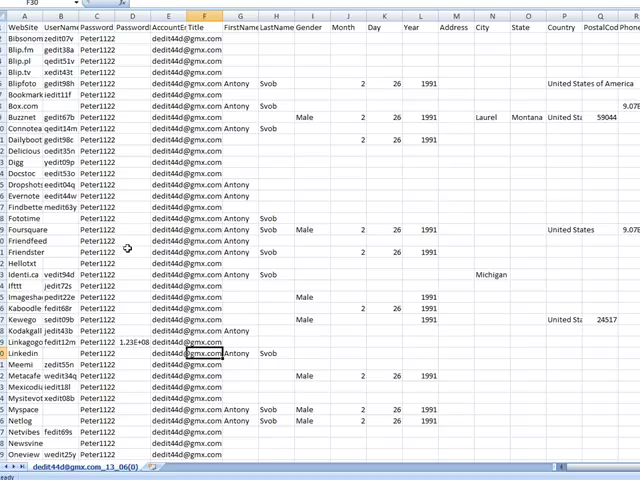 F30
A B C D E F G H I J K L M N O P Q R
WebSite UserName Password Password AccountEr Title FirstName LastName Gender Month Day Year Address City State Country PostalCod Phone
Bibsonom zedit07v Peter1122 dedit44d@gmx.com
Blip.fm gedit38a Peter1122 dedit44d@gmx.com
Blip.pl qedit51v Peter1122 dedit44d@gmx.com
Blip.tv xedit43t Peter1122 dedit44d@gmx.com
Blipfoto gedit98h Peter1122 dedit44d@gmx.com Antony Svob 2 26 1991 United States of America
Bookmark iedit11f Peter1122 dedit44d@gmx.com
Box.com Peter1122 dedit44d@gmx.com Antony Svob 9.07E
Buzznet gedit67b Peter1122 dedit44d@gmx.com Male 2 26 1991 Laurel Montana United Sta 59044
Connotea qedit14m Peter1122 dedit44d@gmx.com Antony Svob
Dailyboot gedit98c Peter1122 dedit44d@gmx.com 2 26 1991
Delicious oedit35n Peter1122 dedit44d@gmx.com
Digg yedit09p Peter1122 dedit44d@gmx.com
Docstoc eedit53o Peter1122 dedit44d@gmx.com
Dropshots eedit04q Peter1122 dedit44d@gmx.com Antony
Evernote eedit44w Peter1122 dedit44d@gmx.com Antony
Findbette medit63y Peter1122 dedit44d@gmx.com
Fototime Peter1122 dedit44d@gmx.com Antony Svob
Foursquare Peter1122 dedit44d@gmx.com Antony Svob Male 2 26 1991 United States 9.07E
Friendfeed Peter1122 dedit44d@gmx.com Antony
Friendster Peter1122 dedit44d@gmx.com Antony Svob 2 26 1991
Hellotxt Peter1122 dedit44d@gmx.com
Identi.ca vedit94d Peter1122 dedit44d@gmx.com Antony Svob Michigan
Ifttt jedit72s Peter1122 dedit44d@gmx.com
Imagesha pedit22e Peter1122 dedit44d@gmx.com Male 1991
Kaboodle fedit68r Peter1122 dedit44d@gmx.com 2 26 1991
Kewego sedit09b Peter1122 dedit44d@gmx.com Male 1991 United Sta 24517
Kodakgall jedit43b Peter1122 dedit44d@gmx.com Antony
Linkagogo fedit12m Peter1122 1.23E+08 dedit44d@gmx.com
Linkedin Peter1122 dedit44d@gmx.com Antony Svob
Meemi zedit55n Peter1122 dedit44d@gmx.com
Metacafe wedit34q Peter1122 dedit44d@gmx.com Male 2 26 1991
Mexicodia iedit18l Peter1122 dedit44d@gmx.com
Mysitevot xedit08b Peter1122 dedit44d@gmx.com
Myspace Peter1122 dedit44d@gmx.com Antony Svob Male 2 26 1991
Netlog Peter1122 dedit44d@gmx.com Antony Svob Male 2 26 1991
Netvibes fedit69s Peter1122 dedit44d@gmx.com
Newsvine Peter1122 dedit44d@gmx.com
Oneview wedit25y Peter1122 dedit44d@gmx.com
dedit44d@gmx.com_13_06(0)